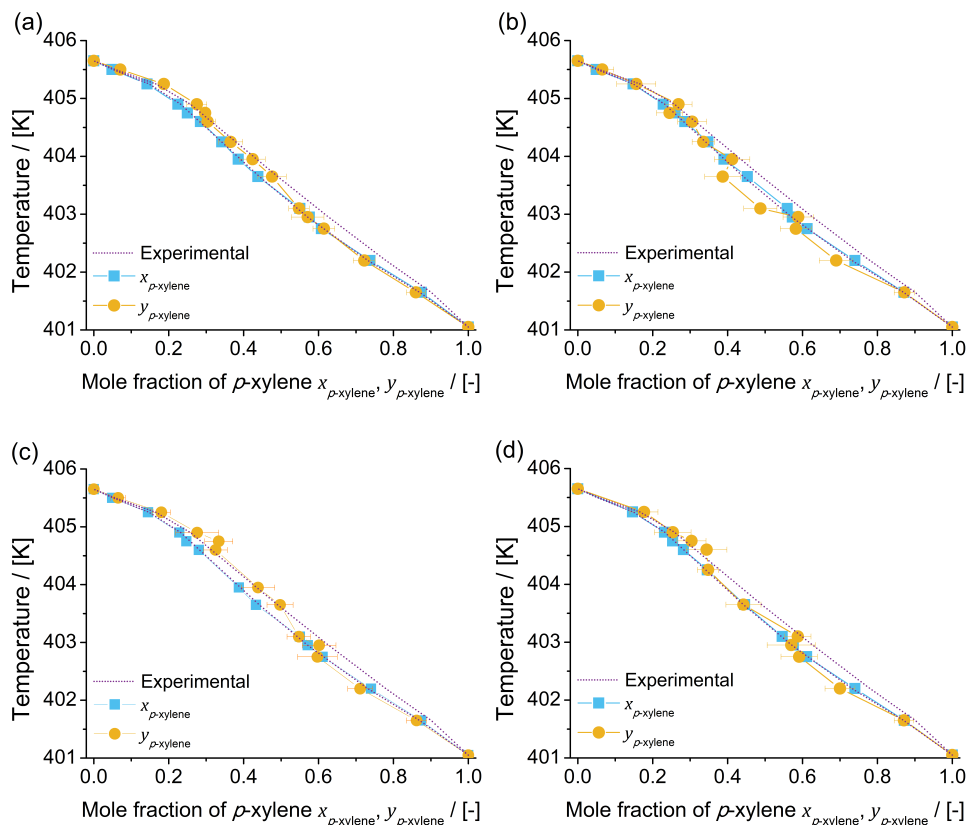 (a)
406
405
404
403
402
401
Temperature / [K]
Experimental
x p-xylene
y p-xylene
0.0 0.2 0.4 0.6 0.8 1.0
Mole fraction of p-xylene x p-xylene, y p-xylene / [-]
(b)
406
405
404
403
402
401
Temperature / [K]
Experimental
x p-xylene
y p-xylene
0.0 0.2 0.4 0.6 0.8 1.0
Mole fraction of p-xylene x p-xylene, y p-xylene / [-]
(c)
406
405
404
403
402
401
Temperature / [K]
Experimental
x p-xylene
y p-xylene
0.0 0.2 0.4 0.6 0.8 1.0
Mole fraction of p-xylene x p-xylene, y p-xylene / [-]
(d)
406
405
404
403
402
401
Temperature / [K]
Experimental
x p-xylene
y p-xylene
0.0 0.2 0.4 0.6 0.8 1.0
Mole fraction of p-xylene x p-xylene, y p-xylene / [-]